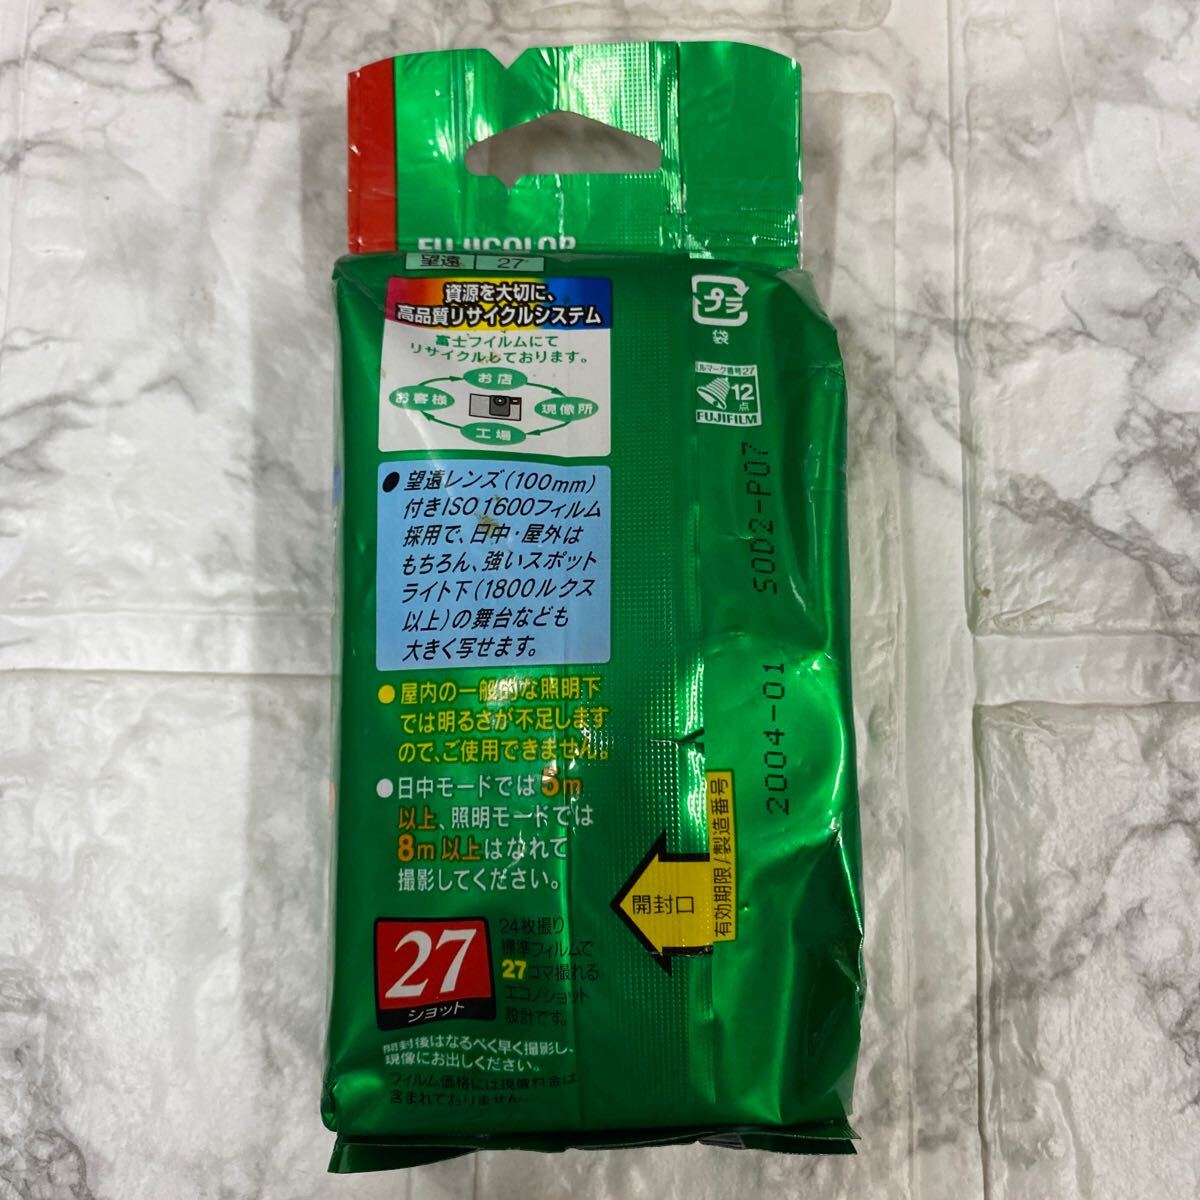 FUJICOLOR
望遠 27
資源を大切に、
高品質リサイクルシステム
富士フイルムにて
リサイクルしております。
お店
お客様
現像所
工場
プラ
袋
ベルマーク番号27
12点
FUJIFILM
●望遠レンズ(100mm)
付きISO 1600フィルム
採用で、日中・屋外は
もちろん、強いスポット
ライト下(1800ルクス
以上)の舞台なども
大きく写せます。
●屋内の一般的な照明下
では明るさが不足します
ので、ご使用できません。
●日中モードでは5m
以上、照明モードでは
8m以上はなれて
撮影してください。
27
ショット
24枚撮り
標準フィルムで
27コマ撮れる
エコノショット
設計です。
開封後はなるべく早く撮影し、
現像にお出しください。
フィルム価格には現像料金は
含まれておりません。
開封口
有効期限/製造番号
2004-01 S0D2-P07